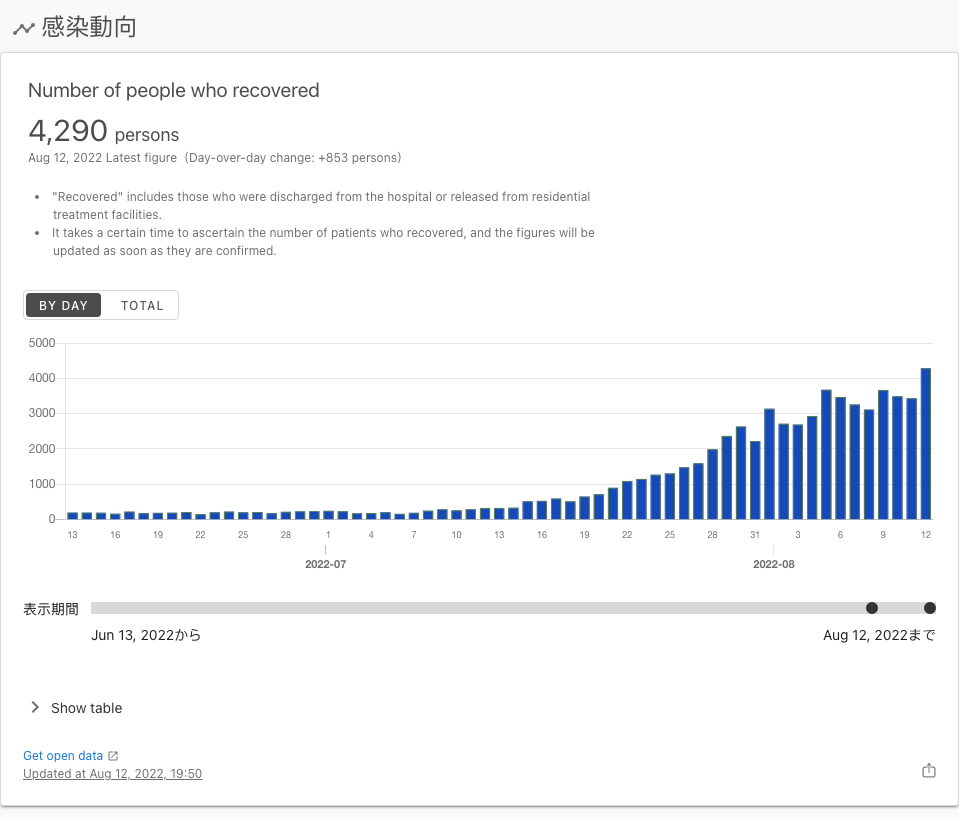 感染動向
Number of people who recovered
4,290 persons
Aug 12, 2022 Latest figure (Day-over-day change: +853 persons)
• "Recovered" includes those who were discharged from the hospital or released from residential
treatment facilities.
• It takes a certain time to ascertain the number of patients who recovered, and the figures will be
updated as soon as they are confirmed.
BY DAY TOTAL
5000
4000
3000
2000
1000
0
13 16 19 22 25 28 1 4 7 10 13 16 19 22 25 28 31 3 6 9 12
2022-07 2022-08
表示期間
Jun 13, 2022から Aug 12, 2022まで
Show table
Get open data
Updated at Aug 12, 2022, 19:50